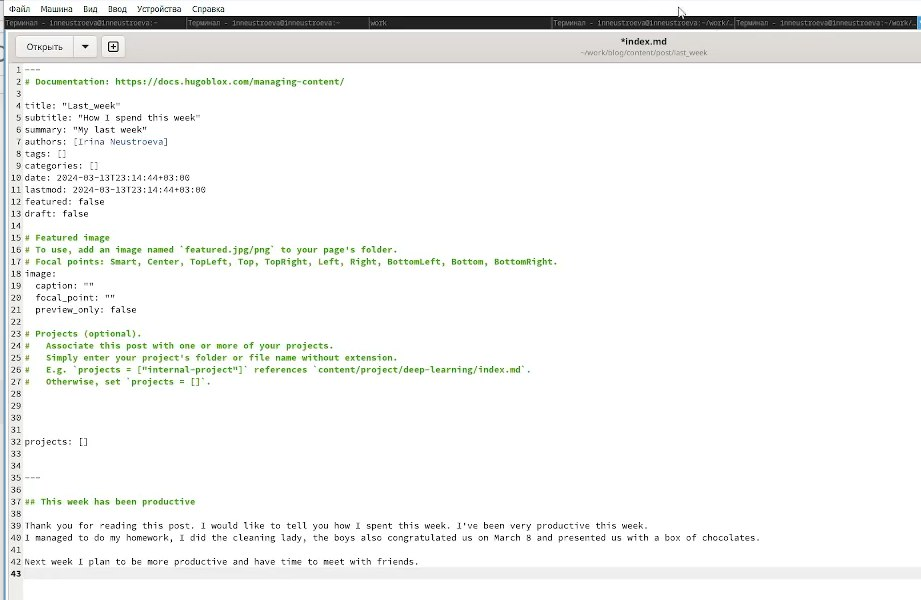 Файл Машина Вид Ввод Устройства Справка
Терминал - inneustroeva@inneustroeva:~ Терминал - inneustroeva@inneustroeva:~ work Терминал - inneustroeva@inneustroeva:~/work/… Терминал - inneustroeva@inneustroeva:~/work/…
Открыть
*index.md
~/work/blog/content/post/last_week
1 ---
2 # Documentation: https://docs.hugoblox.com/managing-content/
3
4 title: "Last_week"
5 subtitle: "How I spend this week"
6 summary: "My last week"
7 authors: [Irina Neustroeva]
8 tags: []
9 categories: []
10 date: 2024-03-13T23:14:44+03:00
11 lastmod: 2024-03-13T23:14:44+03:00
12 featured: false
13 draft: false
14
15 # Featured image
16 # To use, add an image named `featured.jpg/png` to your page's folder.
17 # Focal points: Smart, Center, TopLeft, Top, TopRight, Left, Right, BottomLeft, Bottom, BottomRight.
18 image:
19   caption: ""
20   focal_point: ""
21   preview_only: false
22
23 # Projects (optional).
24 #   Associate this post with one or more of your projects.
25 #   Simply enter your project's folder or file name without extension.
26 #   E.g. `projects = ["internal-project"]` references `content/project/deep-learning/index.md`.
27 #   Otherwise, set `projects = []`.
28
29
30
31
32 projects: []
33
34
35 ---
36
37 ## This week has been productive
38
39 Thank you for reading this post. I would like to tell you how I spent this week. I've been very productive this week.
40 I managed to do my homework, I did the cleaning lady, the boys also congratulated us on March 8 and presented us with a box of chocolates.
41
42 Next week I plan to be more productive and have time to meet with friends.
43